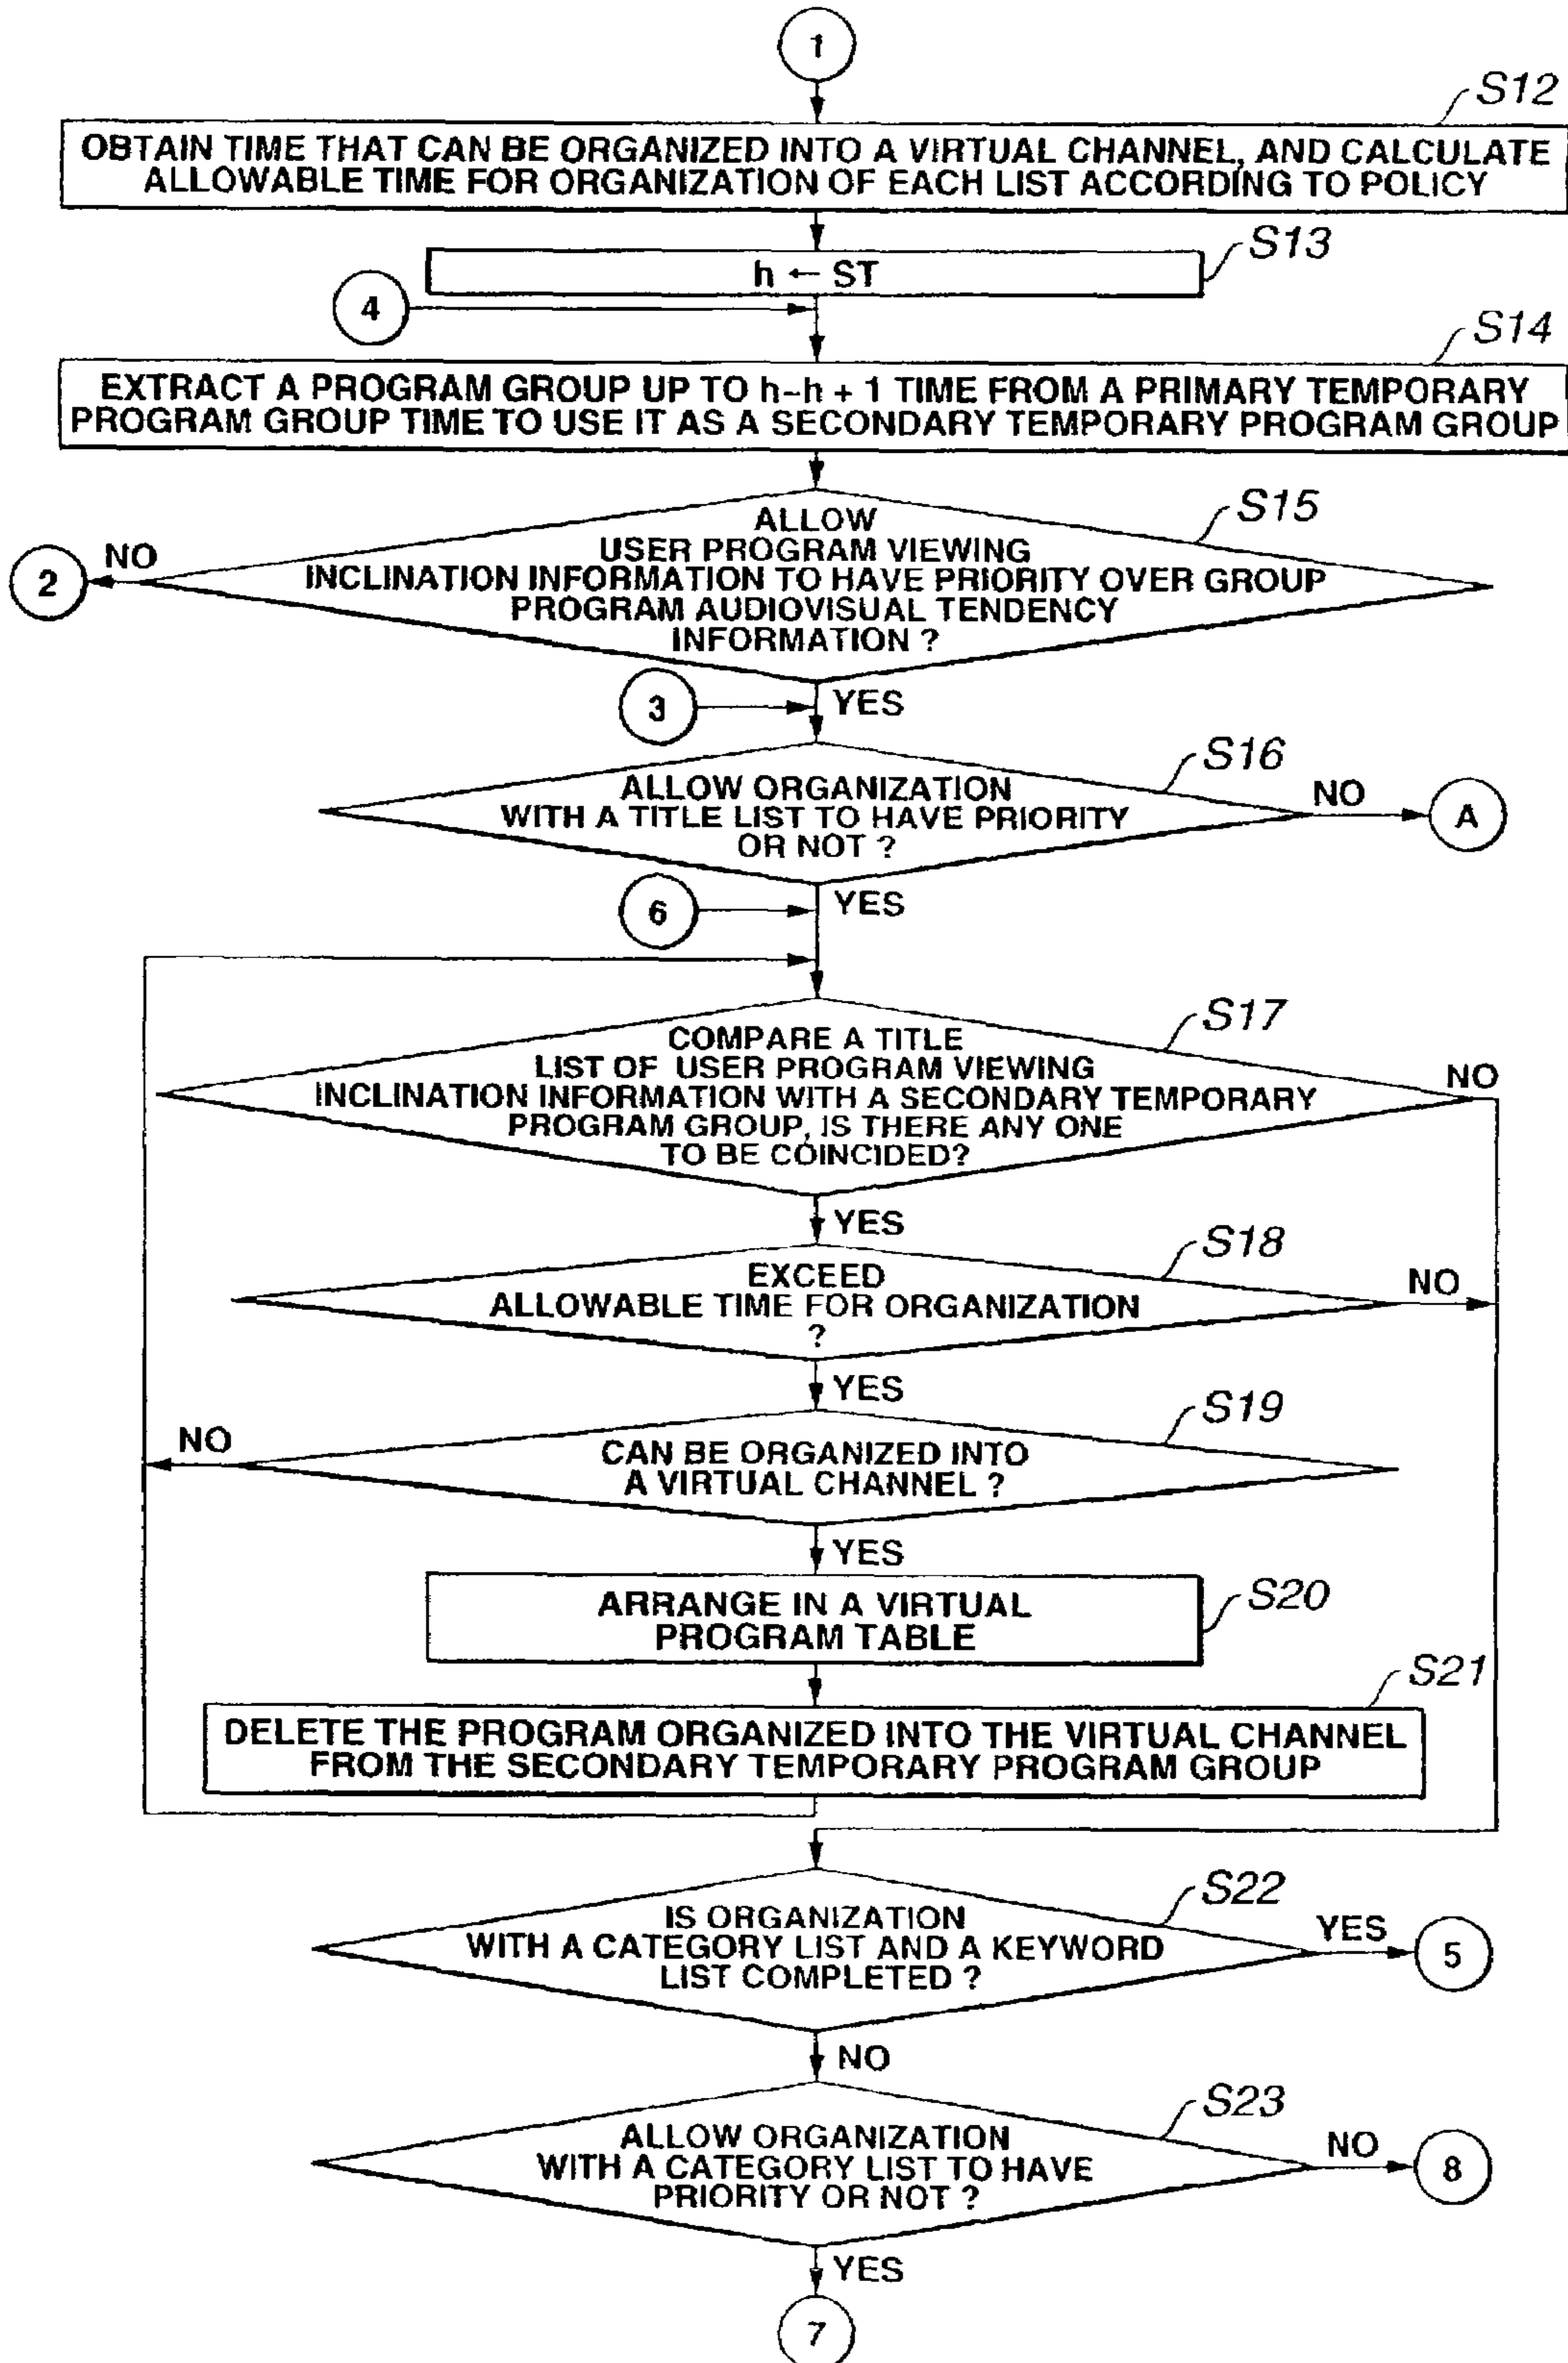 1
S12
OBTAIN TIME THAT CAN BE ORGANIZED INTO A VIRTUAL CHANNEL, AND CALCULATE
ALLOWABLE TIME FOR ORGANIZATION OF EACH LIST ACCORDING TO POLICY
S13
h ← ST
4
S14
EXTRACT A PROGRAM GROUP UP TO h-h + 1 TIME FROM A PRIMARY TEMPORARY
PROGRAM GROUP TIME TO USE IT AS A SECONDARY TEMPORARY PROGRAM GROUP
S15
ALLOW
USER PROGRAM VIEWING
INCLINATION INFORMATION TO HAVE PRIORITY OVER GROUP
PROGRAM AUDIOVISUAL TENDENCY
INFORMATION ?
NO
2
YES
3
S16
ALLOW ORGANIZATION
WITH A TITLE LIST TO HAVE PRIORITY
OR NOT ?
NO
A
YES
6
S17
COMPARE A TITLE
LIST OF USER PROGRAM VIEWING
INCLINATION INFORMATION WITH A SECONDARY TEMPORARY
PROGRAM GROUP, IS THERE ANY ONE
TO BE COINCIDED?
NO
YES
S18
EXCEED
ALLOWABLE TIME FOR ORGANIZATION
?
NO
YES
S19
CAN BE ORGANIZED INTO
A VIRTUAL CHANNEL ?
NO
YES
S20
ARRANGE IN A VIRTUAL
PROGRAM TABLE
S21
DELETE THE PROGRAM ORGANIZED INTO THE VIRTUAL CHANNEL
FROM THE SECONDARY TEMPORARY PROGRAM GROUP
S22
IS ORGANIZATION
WITH A CATEGORY LIST AND A KEYWORD
LIST COMPLETED ?
YES
5
NO
S23
ALLOW ORGANIZATION
WITH A CATEGORY LIST TO HAVE
PRIORITY OR NOT ?
NO
8
YES
7